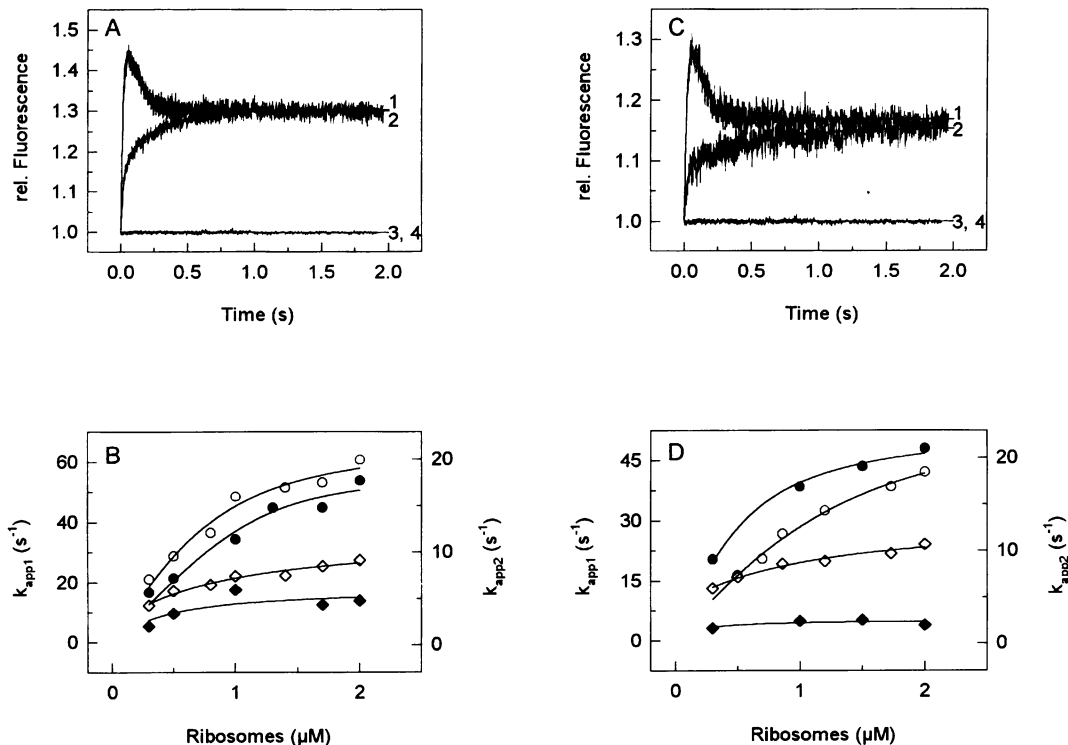 A
rel. Fluorescence
1.5
1.4
1.3
1.2
1.1
1.0
1
2
3, 4
0.0 0.5 1.0 1.5 2.0
Time (s)
C
rel. Fluorescence
1.3
1.2
1.1
1.0
1
2
3, 4
0.0 0.5 1.0 1.5 2.0
Time (s)
B
k_app1 (s⁻¹)
60
40
20
0
20
10
0
k_app2 (s⁻¹)
0 1 2
Ribosomes (µM)
D
k_app1 (s⁻¹)
45
30
15
0
20
10
0
k_app2 (s⁻¹)
0 1 2
Ribosomes (µM)